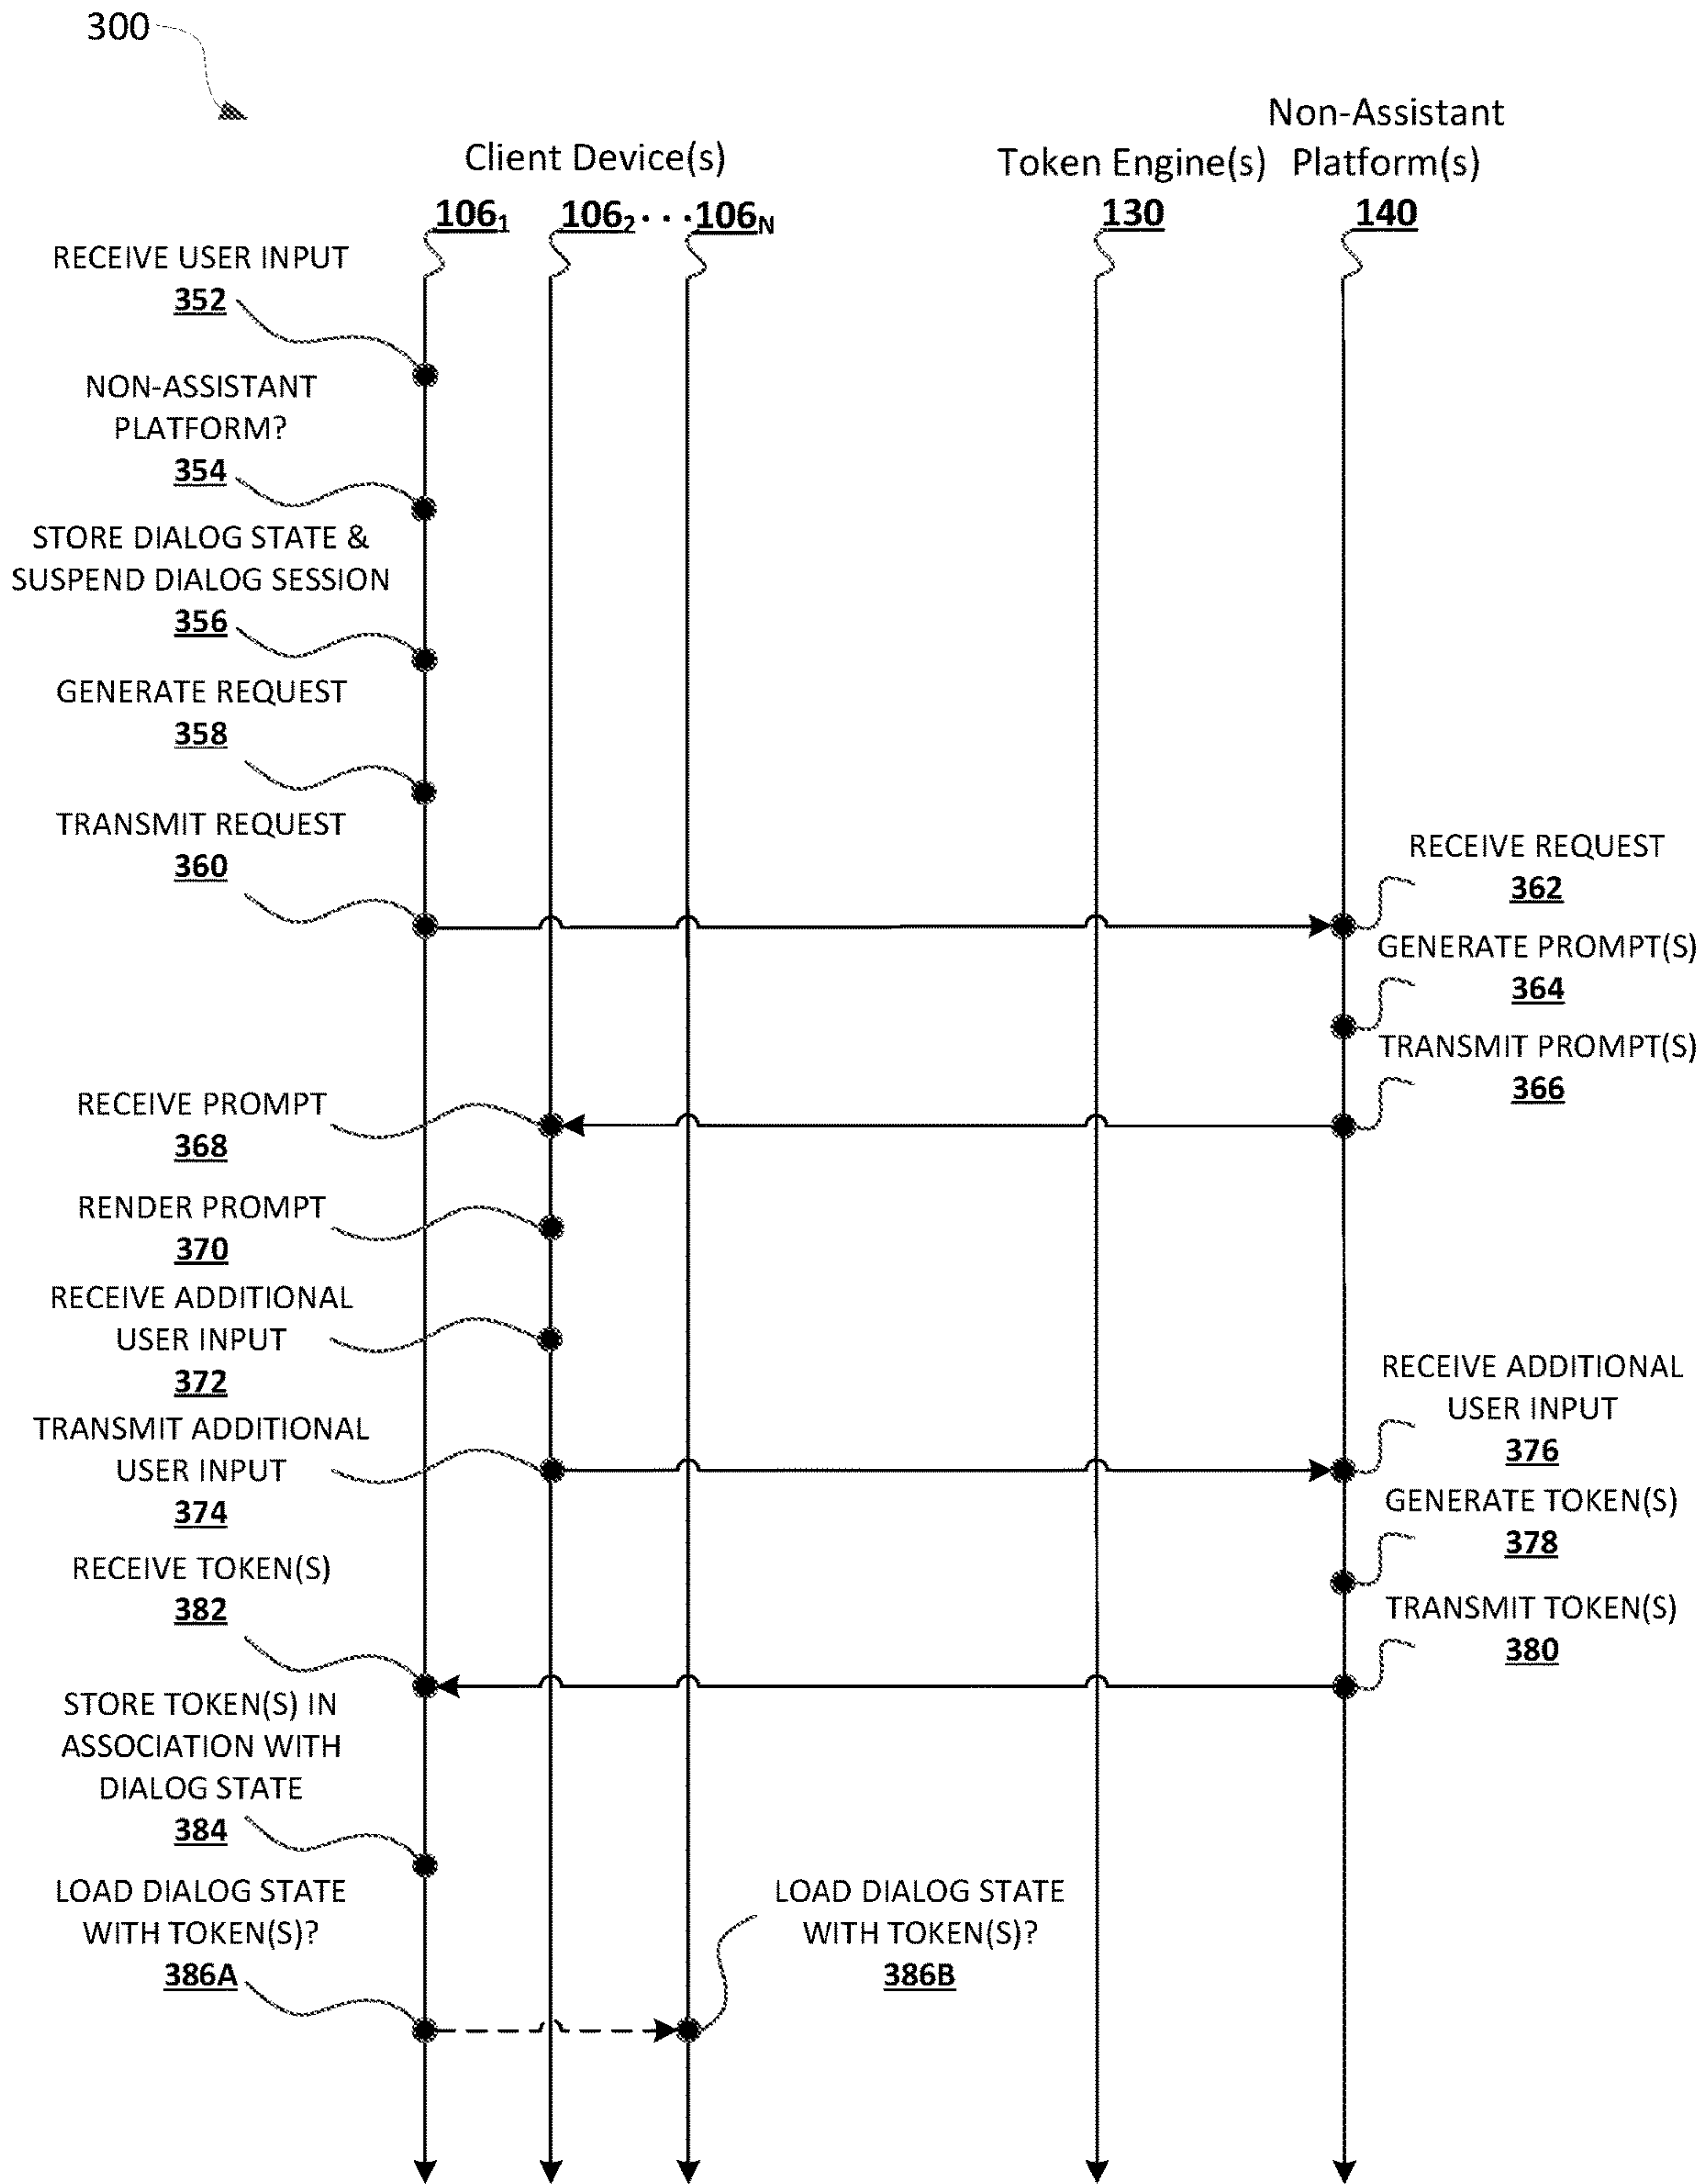 300
Non-Assistant
Client Device(s)
Token Engine(s) Platform(s)
106₁ 106₂ · · · 106N 130 140
RECEIVE USER INPUT
352
NON-ASSISTANT
PLATFORM?
354
STORE DIALOG STATE &
SUSPEND DIALOG SESSION
356
GENERATE REQUEST
358
TRANSMIT REQUEST
360
RECEIVE REQUEST
362
GENERATE PROMPT(S)
364
TRANSMIT PROMPT(S)
366
RECEIVE PROMPT
368
RENDER PROMPT
370
RECEIVE ADDITIONAL
USER INPUT
372
TRANSMIT ADDITIONAL
USER INPUT
374
RECEIVE ADDITIONAL
USER INPUT
376
GENERATE TOKEN(S)
378
TRANSMIT TOKEN(S)
380
RECEIVE TOKEN(S)
382
STORE TOKEN(S) IN
ASSOCIATION WITH
DIALOG STATE
384
LOAD DIALOG STATE
WITH TOKEN(S)?
386A
LOAD DIALOG STATE
WITH TOKEN(S)?
386B